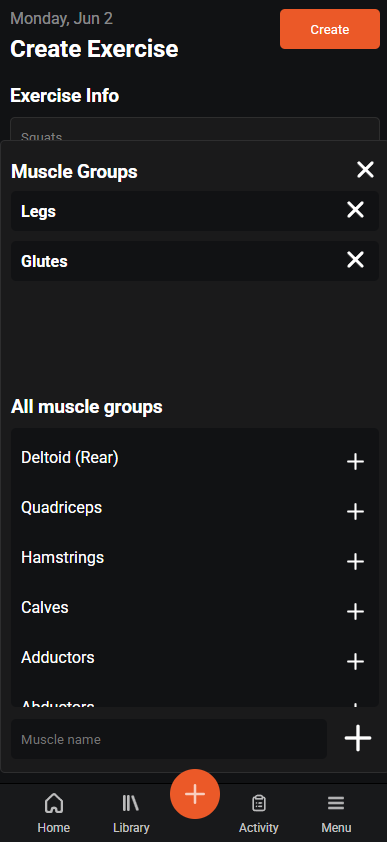 Monday, Jun 2
Create Exercise
Create
Exercise Info
Squats
Muscle Groups
Legs
Glutes
All muscle groups
Deltoid (Rear)
Quadriceps
Hamstrings
Calves
Adductors
Abductors
Muscle name
Home
Library
Activity
Menu